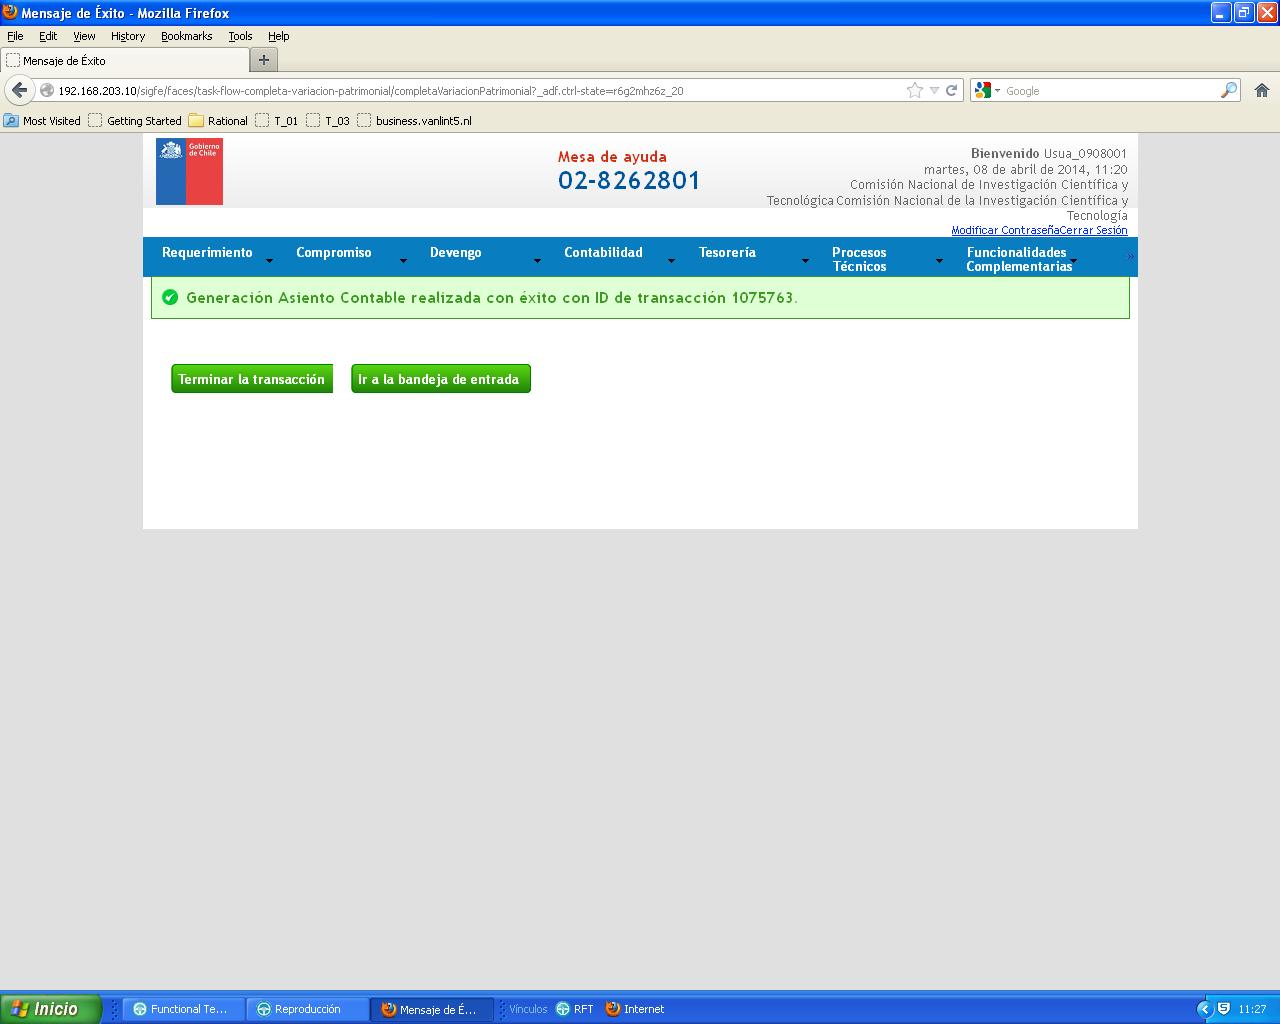 Mensaje de Éxito - Mozilla Firefox
File Edit View History Bookmarks Tools Help
Mensaje de Éxito
192.168.203.10/sigfe/faces/task-flow-completa-variacion-patrimonial/completaVariacionPatrimonial?_adf.ctrl-state=r6g2mhz6z_20
Google
Most Visited Getting Started Rational T_01 T_03 business.vanlint5.nl
Gobierno
de Chile
Mesa de ayuda
02-8262801
Bienvenido Usua_0908001
martes, 08 de abril de 2014, 11:20
Comisión Nacional de Investigación Científica y
Tecnológica Comisión Nacional de la Investigación Científica y
Tecnología
Modificar ContraseñaCerrar Sesión
Requerimiento Compromiso Devengo Contabilidad Tesorería Procesos Técnicos Funcionalidades Complementarias »
Generación Asiento Contable realizada con éxito con ID de transacción 1075763.
Terminar la transacción Ir a la bandeja de entrada
Inicio Functional Te... Reproducción Mensaje de É... Vínculos RFT Internet 11:27